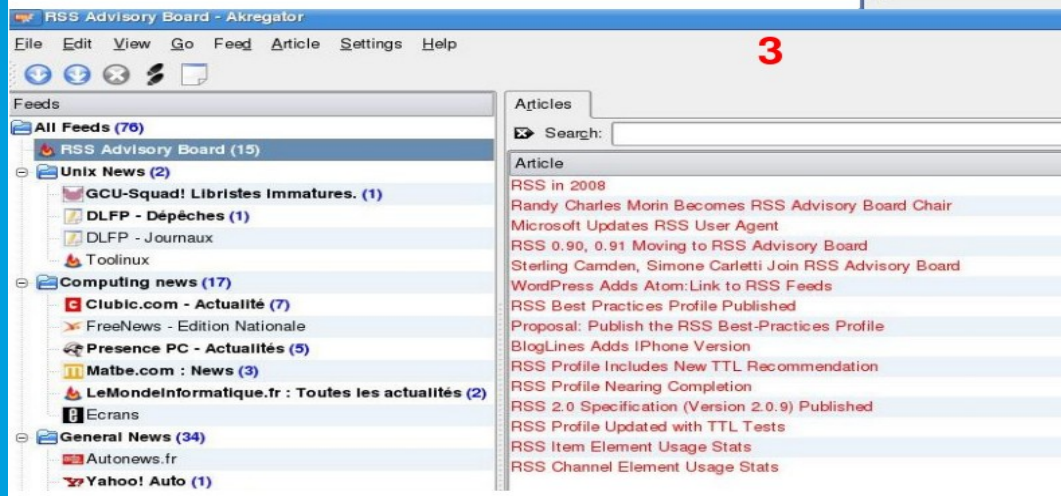 RSS Advisory Board - Akregator
File Edit View Go Feed Article Settings Help
3
Feeds
All Feeds (76)
RSS Advisory Board (15)
Unix News (2)
GCU-Squad! Libristes Immatures. (1)
DLFP - Dépêches (1)
DLFP - Journaux
Toolinux
Computing news (17)
Clubic.com - Actualité (7)
FreeNews - Edition Nationale
Presence PC - Actualités (5)
Matbe.com : News (3)
LeMondeInformatique.fr : Toutes les actualités (2)
Ecrans
General News (34)
Autonews.fr
Yahoo! Auto (1)
Articles
Search:
Article
RSS in 2008
Randy Charles Morin Becomes RSS Advisory Board Chair
Microsoft Updates RSS User Agent
RSS 0.90, 0.91 Moving to RSS Advisory Board
Sterling Camden, Simone Carletti Join RSS Advisory Board
WordPress Adds Atom:Link to RSS Feeds
RSS Best Practices Profile Published
Proposal: Publish the RSS Best-Practices Profile
BlogLines Adds IPhone Version
RSS Profile Includes New TTL Recommendation
RSS Profile Nearing Completion
RSS 2.0 Specification (Version 2.0.9) Published
RSS Profile Updated with TTL Tests
RSS Item Element Usage Stats
RSS Channel Element Usage Stats